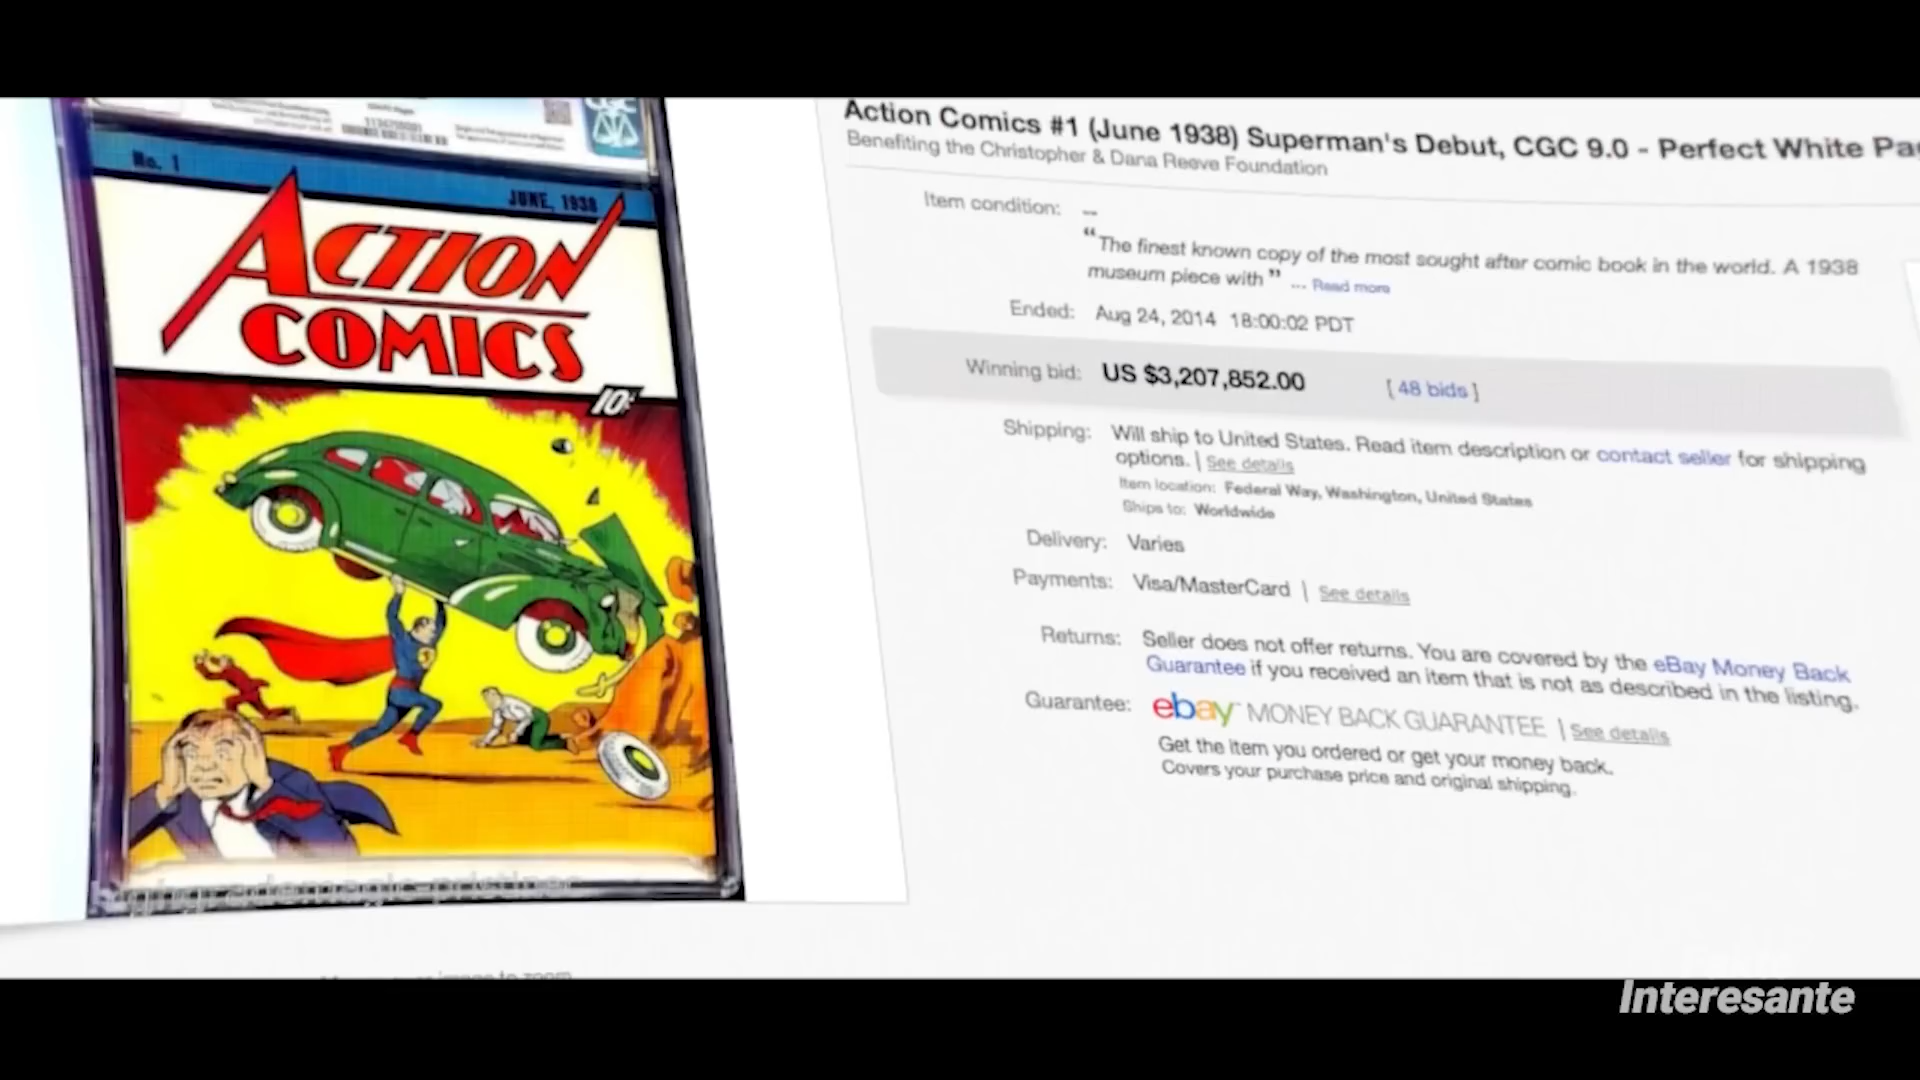 No. 1
JUNE, 1938
ACTION
COMICS
10¢
Action Comics #1 (June 1938) Superman's Debut, CGC 9.0 - Perfect White
Benefiting the Christopher & Dana Reeve Foundation
Item condition: --
“The finest known copy of the most sought after comic book in the world. A 1938
museum piece with” ... Read more
Ended: Aug 24, 2014 18:00:02 PDT
Winning bid: US $3,207,852.00 [ 48 bids ]
Shipping: Will ship to United States. Read item description or contact seller for shipping
options. | See details
Item location: Federal Way, Washington, United States
Ships to: Worldwide
Delivery: Varies
Payments: Visa/MasterCard | See details
Returns: Seller does not offer returns. You are covered by the eBay Money Back
Guarantee if you received an item that is not as described in the listing.
Guarantee: ebay™ MONEY BACK GUARANTEE | See details
Get the item you ordered or get your money back.
Covers your purchase price and original shipping.
image to zoom
Interesante